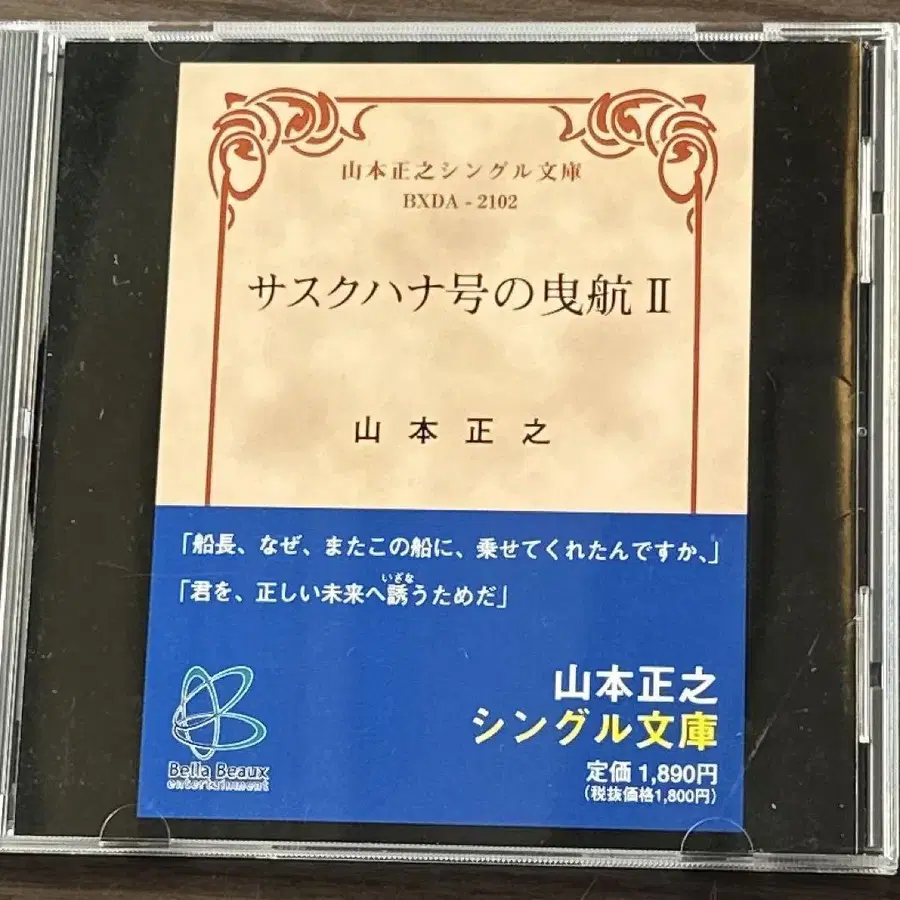 山本正之シングル文庫
BXDA - 2102
サスクハナ号の曳航 II
山本正之
「船長、なぜ、またこの船に、乗せてくれたんですか、」
「君を、正しい未来へ誘うためだ」
いざな
Bella Beaux
entertainment
山本正之
シングル文庫
定価 1,890円
(税抜価格1,800円)